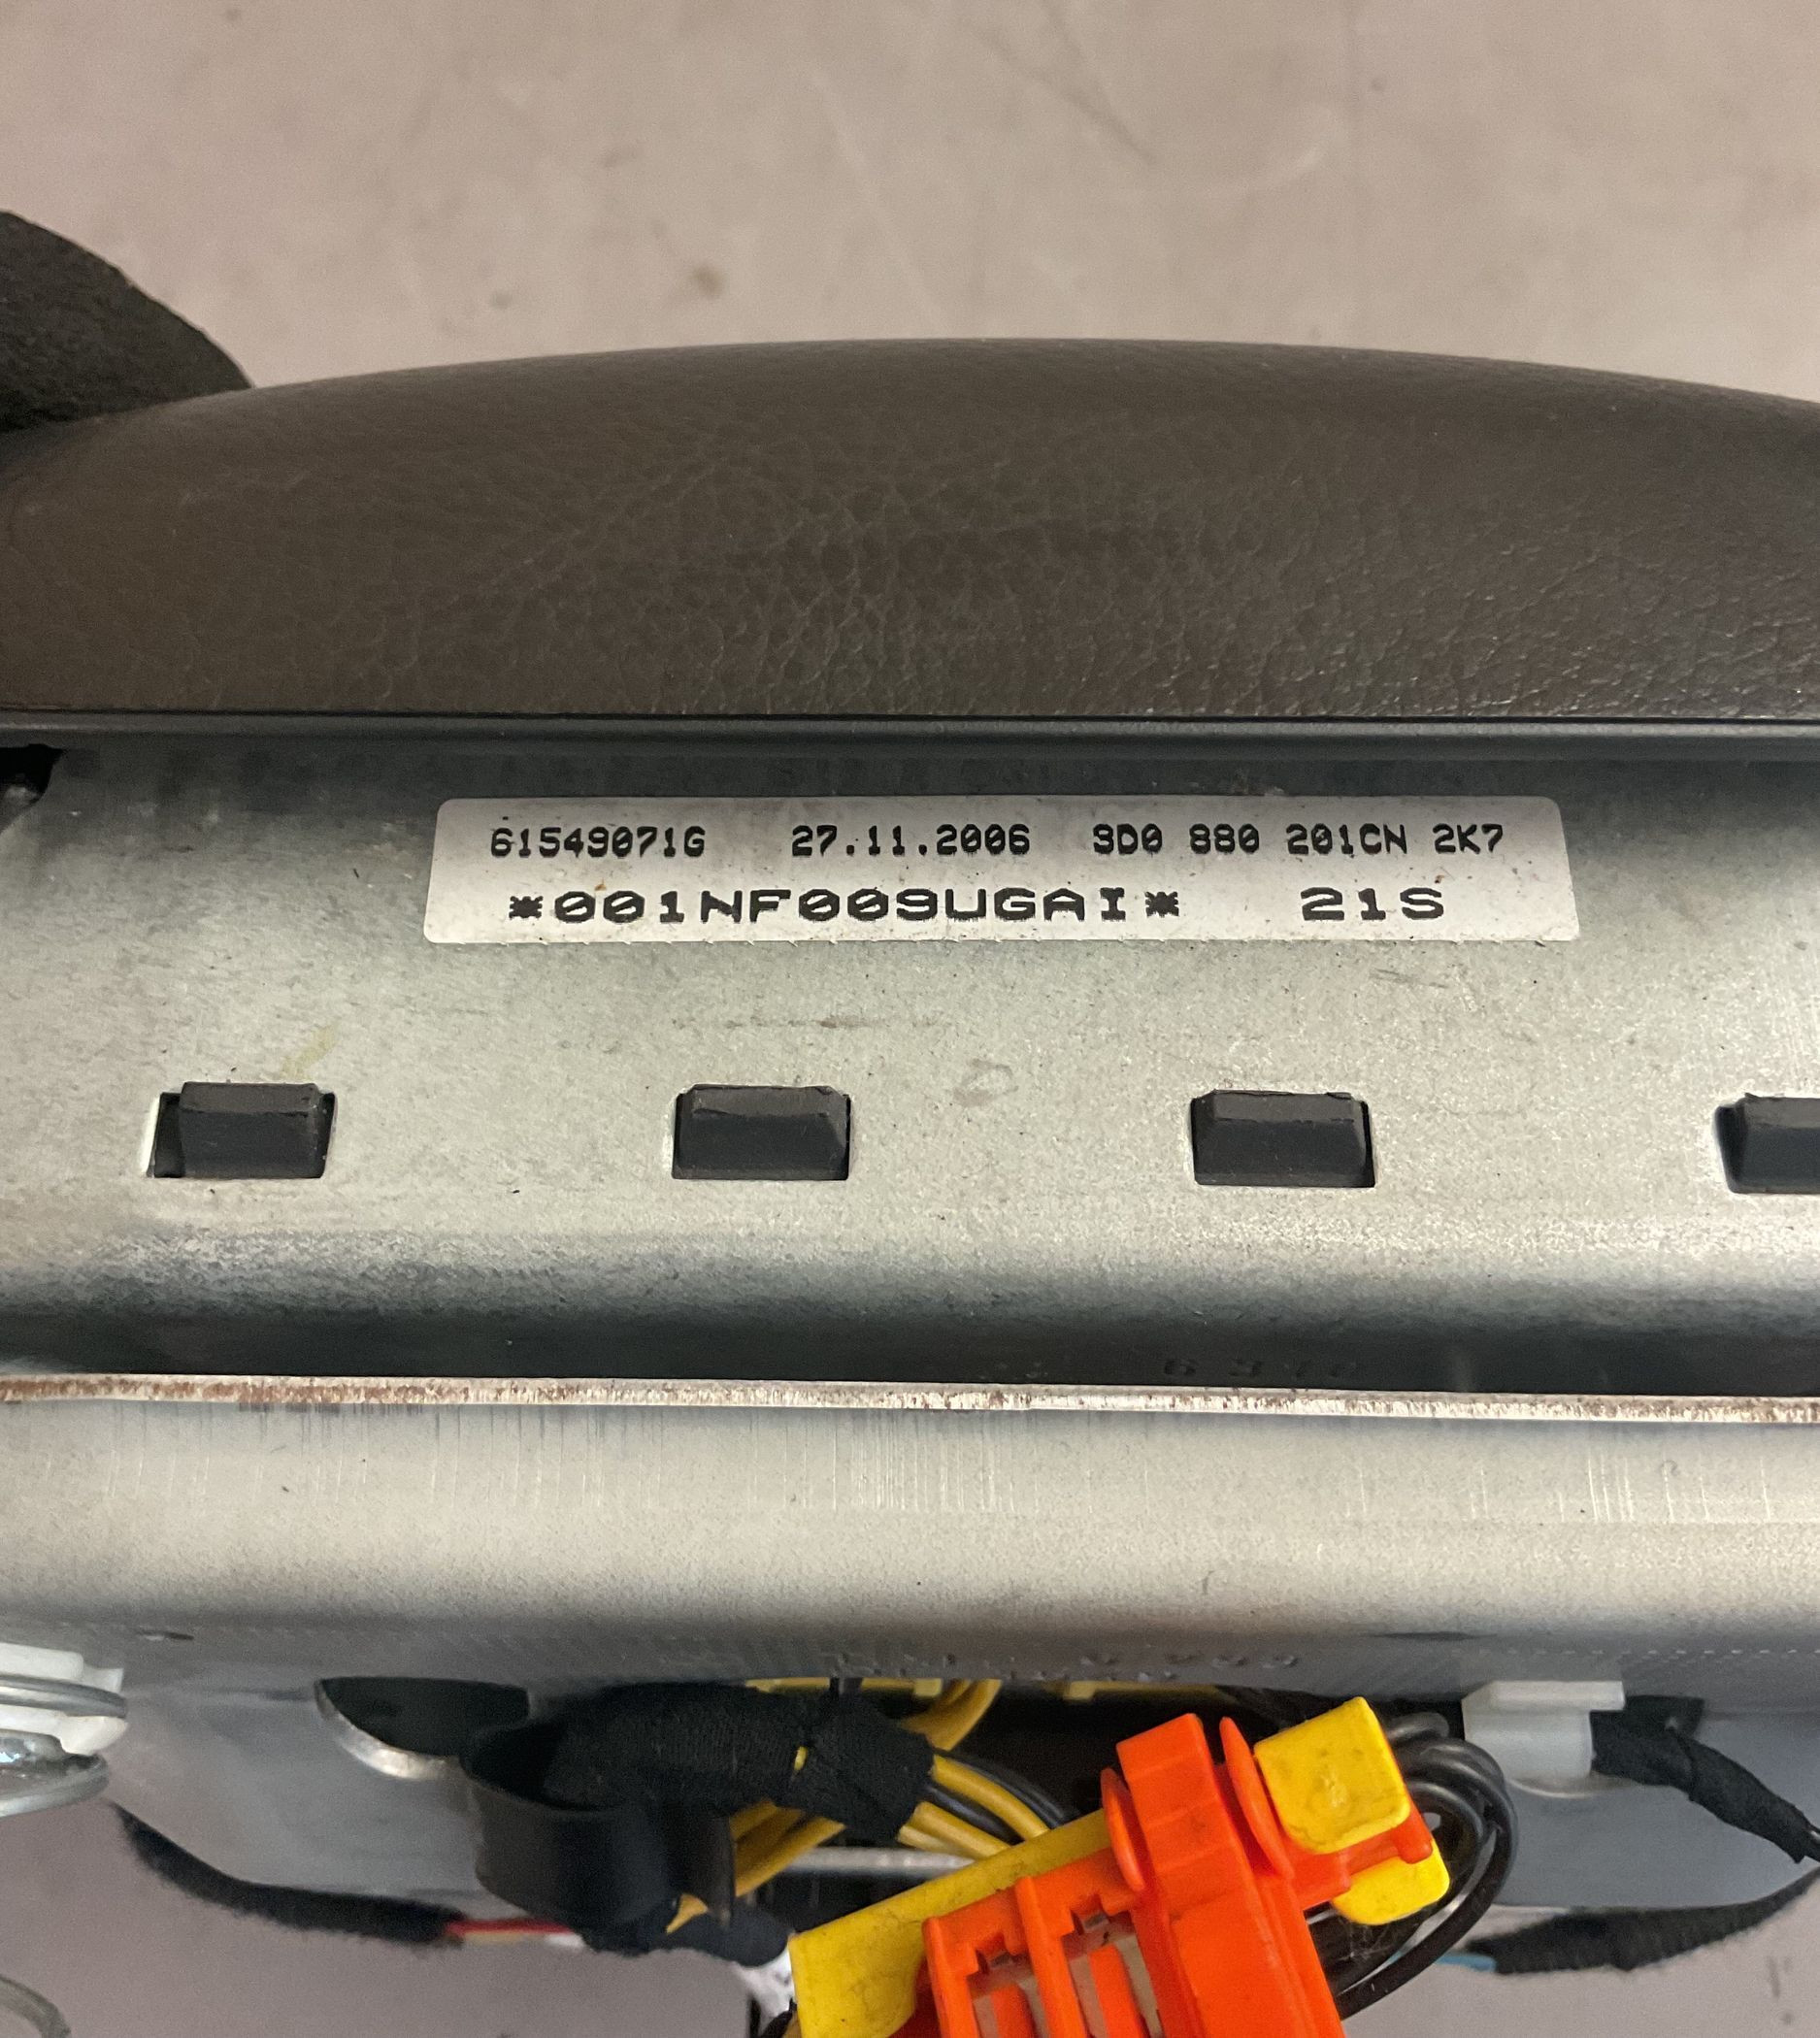 61549071G 27.11.2006 3D0 880 201CN 2K7
*001NF009UGAI* 21S